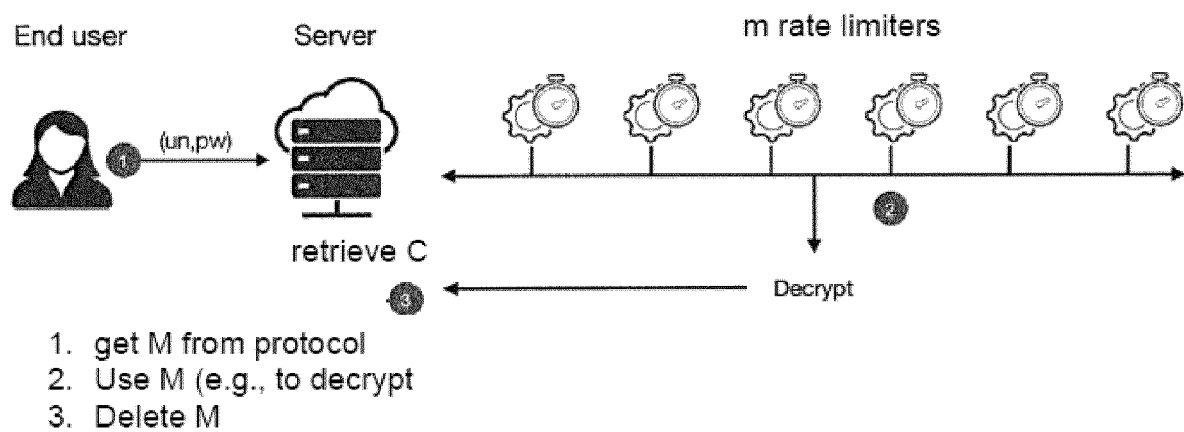 m rate limiters
End user
Server
1
(un,pw)
2
retrieve C
3
Decrypt
1. get M from protocol
2. Use M (e.g., to decrypt
3. Delete M